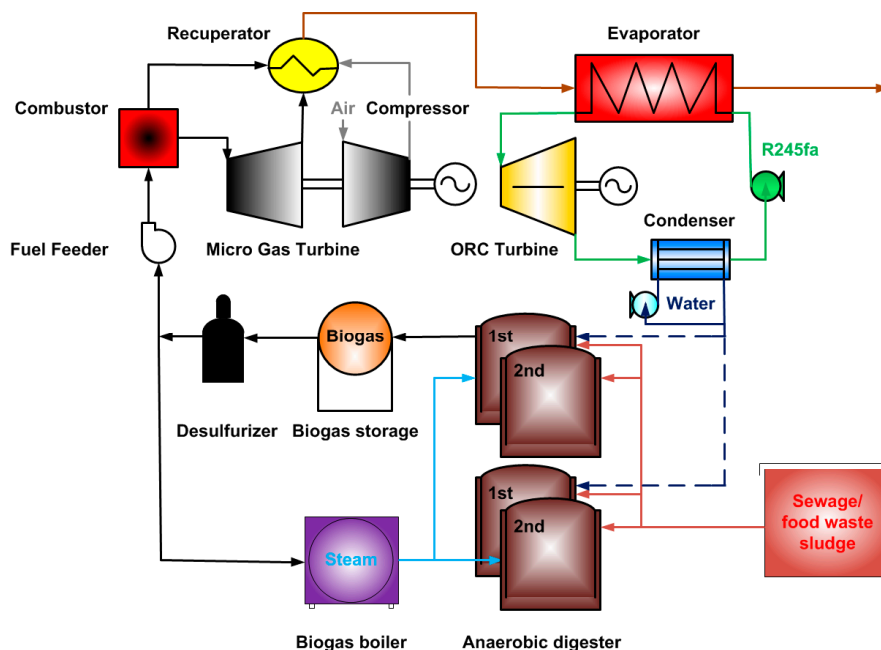 Recuperator
Evaporator
Combustor
Air
Compressor
R245fa
Condenser
Fuel Feeder
Micro Gas Turbine
ORC Turbine
Water
Biogas
1st
2nd
Desulfurizer
Biogas storage
1st
2nd
Sewage/
food waste
sludge
Steam
Biogas boiler
Anaerobic digester